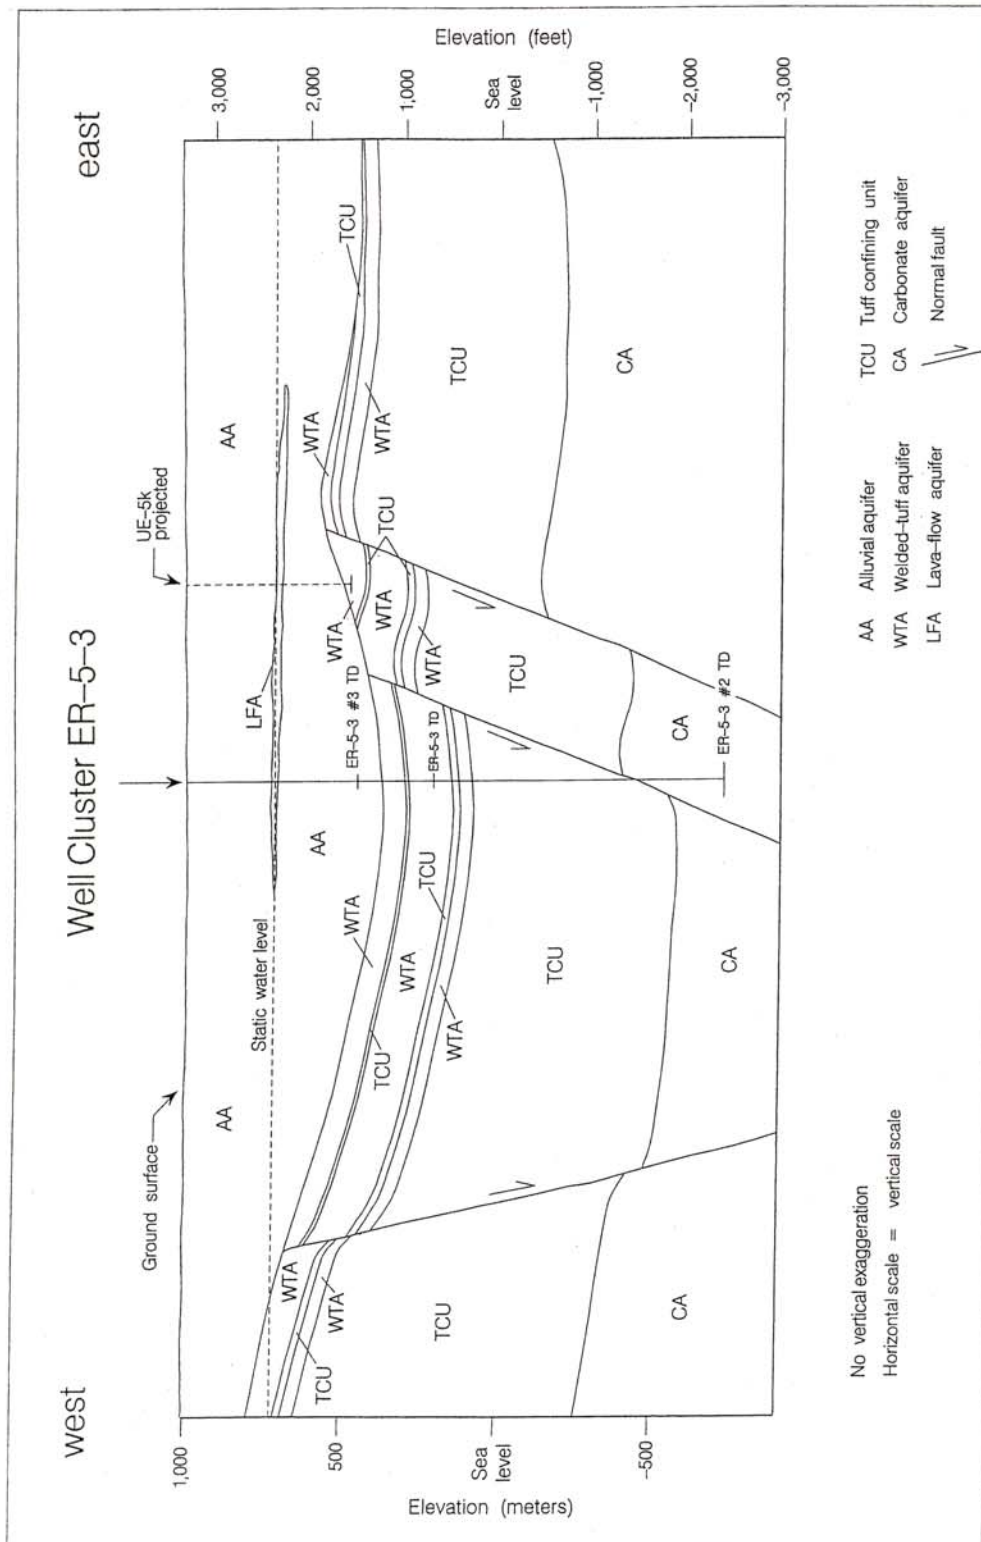 Well Cluster ER-5-3
west
east
Ground surface
UE-5k
projected
Elevation (meters)
1,000
500
Sea
level
-500
Elevation (feet)
3,000
2,000
1,000
Sea
level
-1,000
-2,000
-3,000
AA
AA
AA
Static water level
LFA
WTA
WTA
TCU
WTA
TCU
WTA
TCU
WTA
TCU
WTA
ER-5-3 #3 TD
ER-5-3 TD
ER-5-3 #2 TD
WTA
WTA
TCU
WTA
WTA
TCU
WTA
TCU
TCU
TCU
TCU
CA
CA
CA
CA
No vertical exaggeration
Horizontal scale = vertical scale
AA Alluvial aquifer
WTA Welded-tuff aquifer
LFA Lava-flow aquifer
TCU Tuff confining unit
CA Carbonate aquifer
Normal fault